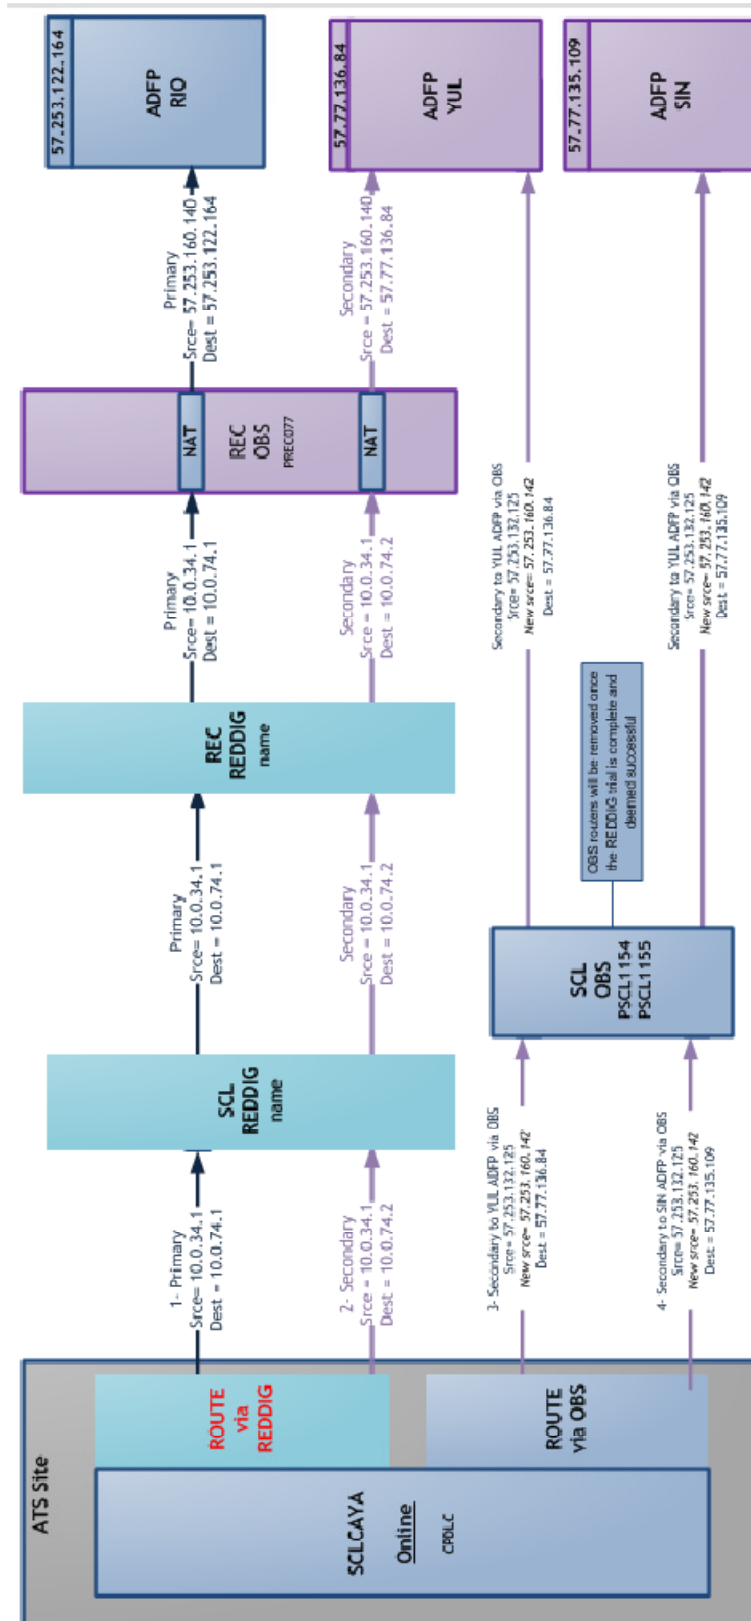 ATS Site
SCLCAYA
Online
CPDLC
ROUTE
via
REDDIG
ROUTE
via OBS
1- Primary
Srce= 10.0.34.1
Dest = 10.0.74.1
2- Secondary
Srce = 10.0.34.1
Dest = 10.0.74.2
3- Secondary to YUL ADFP via OBS
Srce= 57.253.132.125
New srce= 57.253.160.142
Dest = 57.77.136.84
4- Secondary to SIN ADFP via OBS
Srce= 57.253.132.125
New srce= 57.253.160.142
Dest = 57.77.135.109
SCL
REDDIG
name
SCL
OBS
PSCL1154
PSCL1155
Primary
Srce= 10.0.34.1
Dest = 10.0.74.1
Secondary
Srce = 10.0.34.1
Dest = 10.0.74.2
OBS routers will be removed once
the REDDIG trial is complete and
deemed successful
REC
REDDIG
name
Primary
Srce= 10.0.34.1
Dest = 10.0.74.1
Secondary
Srce = 10.0.34.1
Dest = 10.0.74.2
Secondary to YUL ADFP via OBS
Srce= 57.253.132.125
New srce= 57.253.160.142
Dest = 57.77.136.84
Secondary to YUL ADFP via OBS
Srce= 57.253.132.125
New srce= 57.253.160.142
Dest = 57.77.135.109
NAT
REC
OBS
PREC077
NAT
Primary
Srce= 57.253.160.140
Dest = 57.253.122.164
Secondary
Srce = 57.253.160.140
Dest = 57.77.136.84
57.253.122.164
ADFP
RIO
57.77.136.84
ADFP
YUL
57.77.135.109
ADFP
SIN